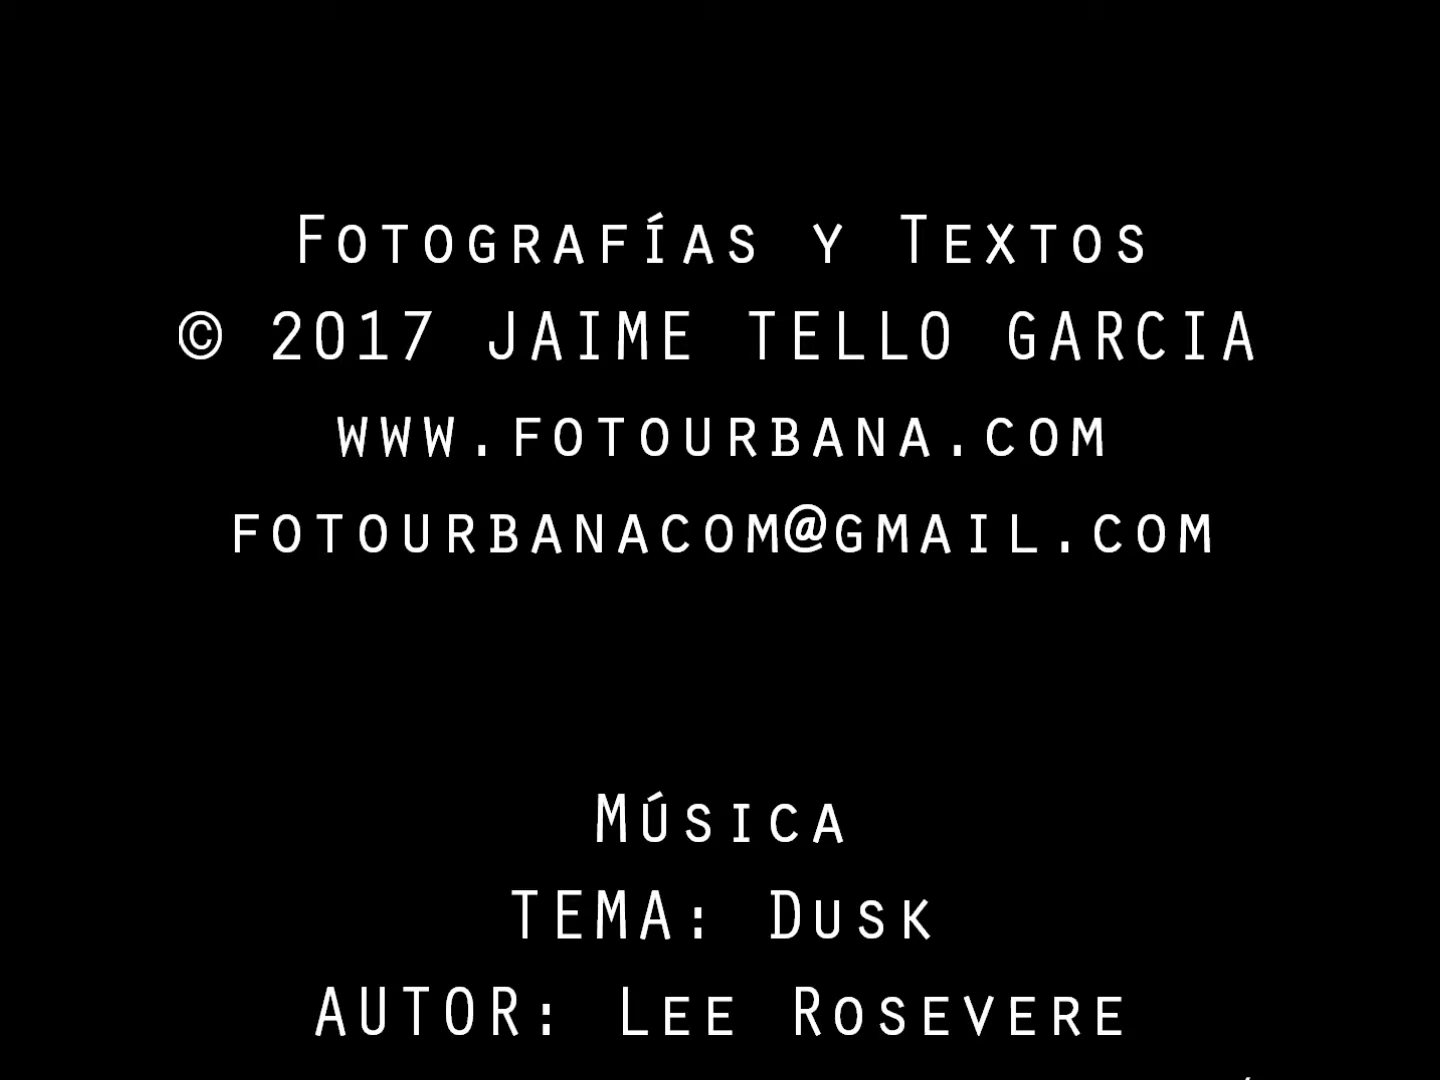 Fotografías y Textos
© 2017 JAIME TELLO GARCIA
www.fotourbana.com
fotourbanacom@gmail.com
Música
TEMA: Dusk
AUTOR: Lee Rosevere